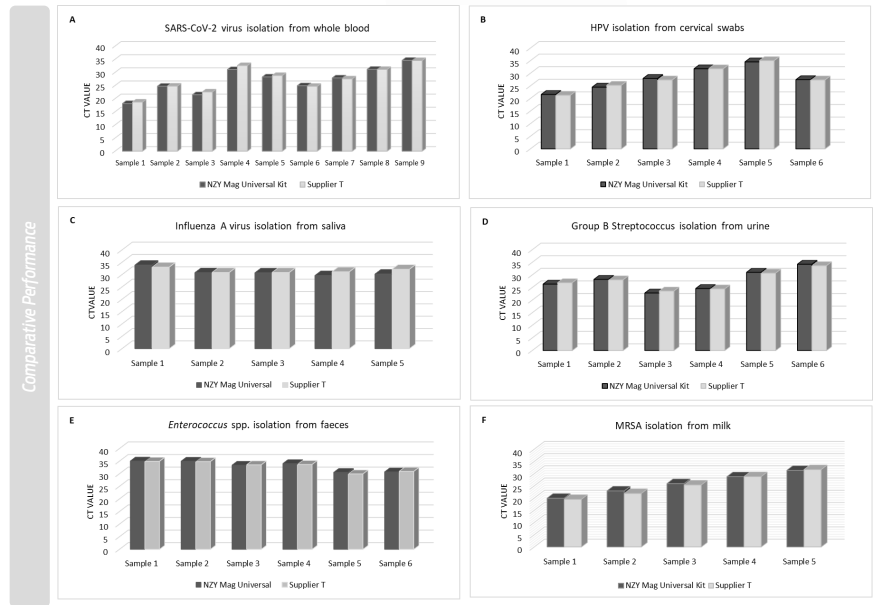 Comparative Performance
A
SARS-CoV-2 virus isolation from whole blood
CT VALUE
40
35
30
25
20
15
10
5
0
Sample 1 Sample 2 Sample 3 Sample 4 Sample 5 Sample 6 Sample 7 Sample 8 Sample 9
NZY Mag Universal Kit Supplier T
B
HPV isolation from cervical swabs
CT VALUE
40
35
30
25
20
15
10
5
0
Sample 1 Sample 2 Sample 3 Sample 4 Sample 5 Sample 6
NZY Mag Universal Kit Supplier T
C
Influenza A virus isolation from saliva
CTVALUE
40
35
30
25
20
15
10
5
0
Sample 1 Sample 2 Sample 3 Sample 4 Sample 5
NZY Mag Universal Supplier T
D
Group B Streptococcus isolation from urine
CT VALUE
40
35
30
25
20
15
10
5
0
Sample 1 Sample 2 Sample 3 Sample 4 Sample 5 Sample 6
NZY Mag Universal Kit Supplier T
E
Enterococcus spp. isolation from faeces
CT VALUE
40
35
30
25
20
15
10
5
0
Sample 1 Sample 2 Sample 3 Sample 4 Sample 5 Sample 6
NZY Mag Universal Supplier T
F
MRSA isolation from milk
CT VALUE
40
35
30
25
20
15
10
5
0
Sample 1 Sample 2 Sample 3 Sample 4 Sample 5
NZY Mag Universal Kit Supplier T